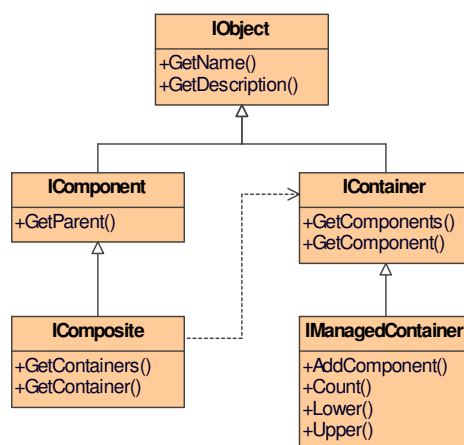 IObject
+GetName()
+GetDescription()
IComponent
+GetParent()
IContainer
+GetComponents()
+GetComponent()
IComposite
+GetContainers()
+GetContainer()
IManagedContainer
+AddComponent()
+Count()
+Lower()
+Upper()